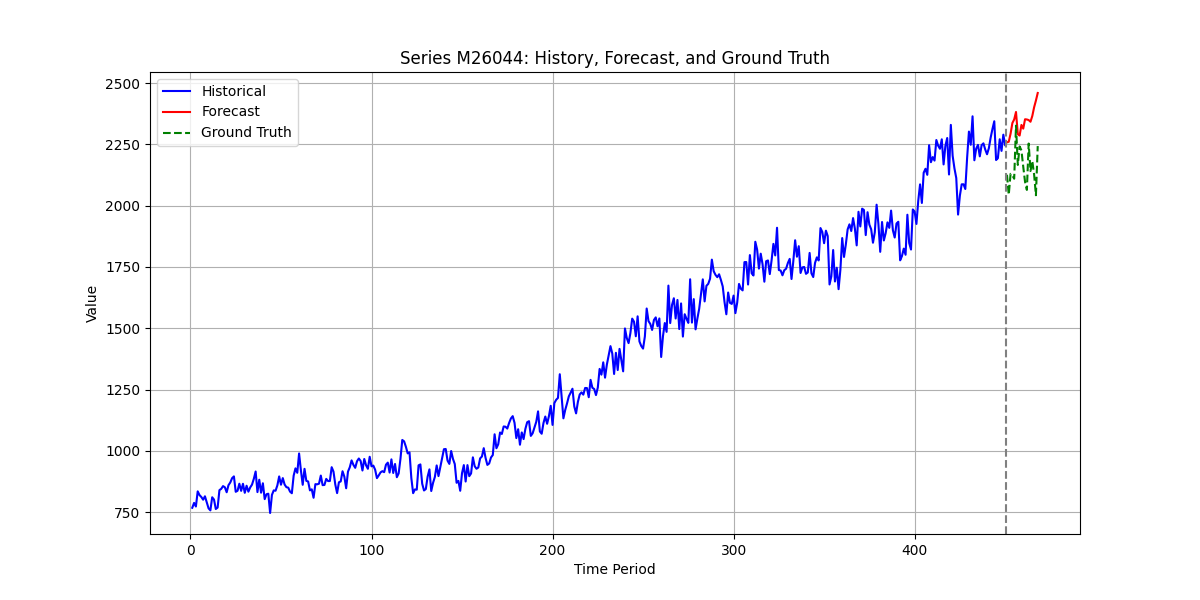 Series M26044: History, Forecast, and Ground Truth
Historical
Forecast
Ground Truth
2500
2250
2000
1750
1500
1250
1000
750
Value
0 100 200 300 400
Time Period